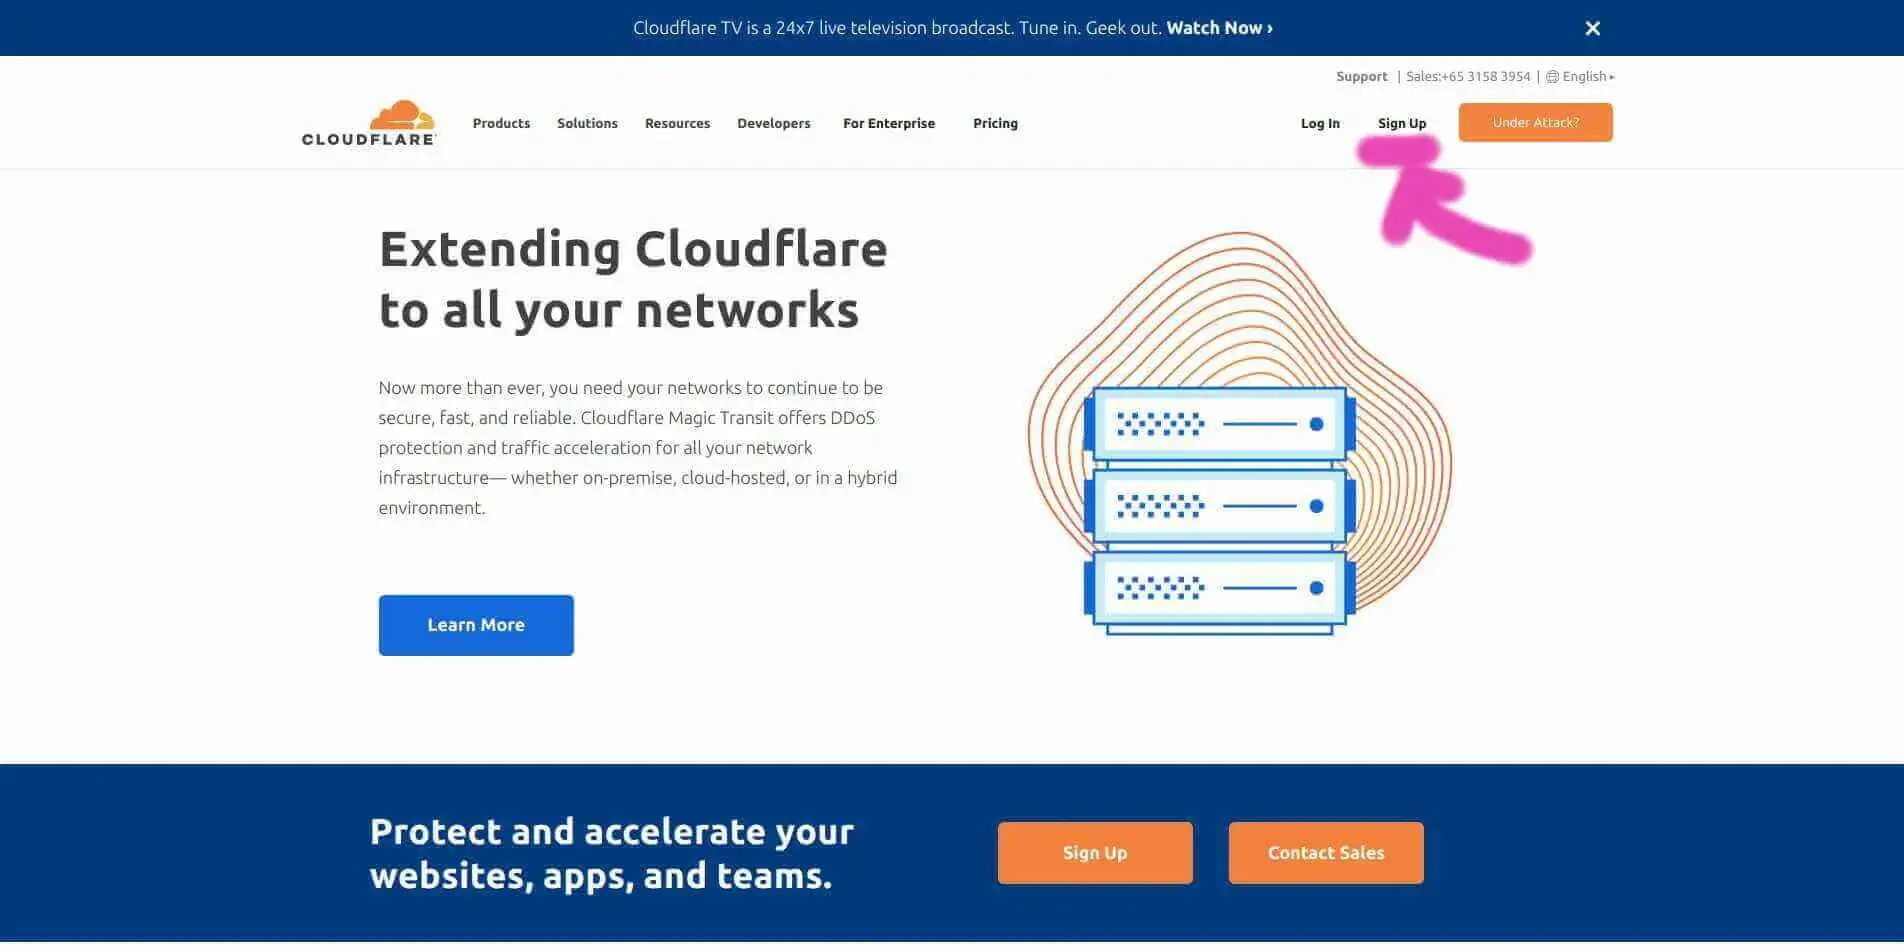 Cloudflare TV is a 24x7 live television broadcast. Tune in. Geek out. Watch Now ›
Support | Sales:+65 3158 3954 | English
CLOUDFLARE
Products Solutions Resources Developers For Enterprise Pricing Log In Sign Up Under Attack?
Extending Cloudflare
to all your networks
Now more than ever, you need your networks to continue to be
secure, fast, and reliable. Cloudflare Magic Transit offers DDoS
protection and traffic acceleration for all your network
infrastructure— whether on-premise, cloud-hosted, or in a hybrid
environment.
Learn More
Protect and accelerate your
websites, apps, and teams.
Sign Up Contact Sales